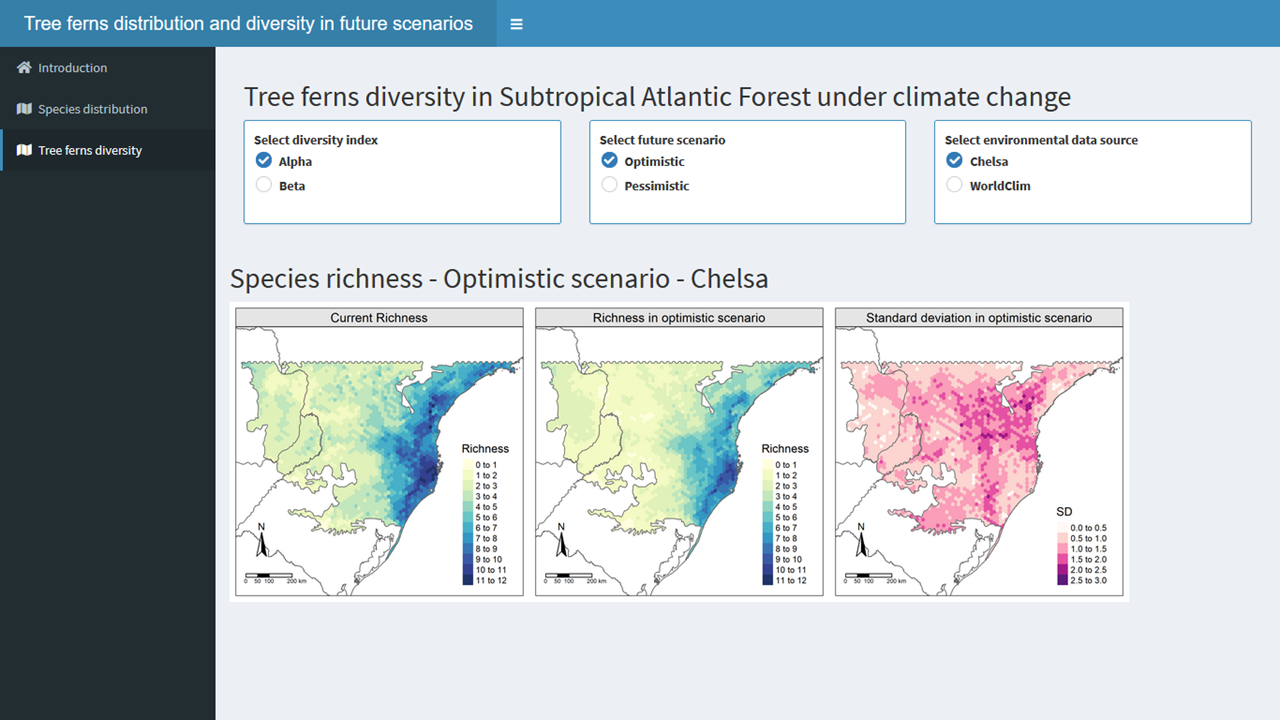 Tree ferns distribution and diversity in future scenarios
Introduction
Species distribution
Tree ferns diversity
Tree ferns diversity in Subtropical Atlantic Forest under climate change
Select diversity index
Alpha
Beta
Select future scenario
Optimistic
Pessimistic
Select environmental data source
Chelsa
WorldClim
Species richness - Optimistic scenario - Chelsa
Current Richness
Richness
0 to 1
1 to 2
2 to 3
3 to 4
4 to 5
5 to 6
6 to 7
7 to 8
8 to 9
9 to 10
10 to 11
11 to 12
N
0 50 100 200 km
Richness in optimistic scenario
Richness
0 to 1
1 to 2
2 to 3
3 to 4
4 to 5
5 to 6
6 to 7
7 to 8
8 to 9
9 to 10
10 to 11
11 to 12
N
0 50 100 200 km
Standard deviation in optimistic scenario
SD
0.0 to 0.5
0.5 to 1.0
1.0 to 1.5
1.5 to 2.0
2.0 to 2.5
2.5 to 3.0
N
0 50 100 200 km